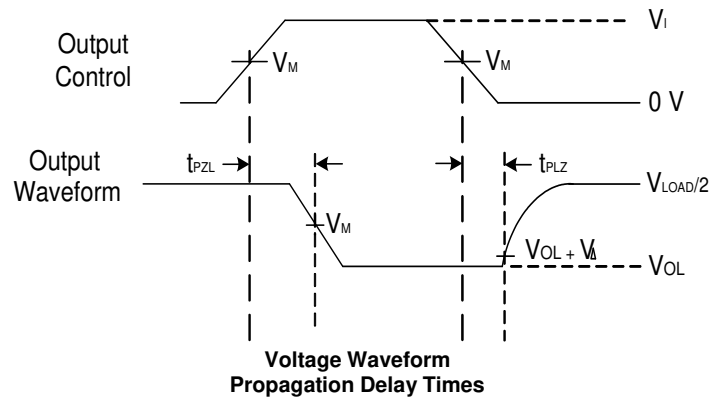 Output
Control
VM
VM
VI
0 V
Output
Waveform
tPZL
tPLZ
VLOAD/2
VM
VOL + VΔ
VOL
Voltage Waveform
Propagation Delay Times